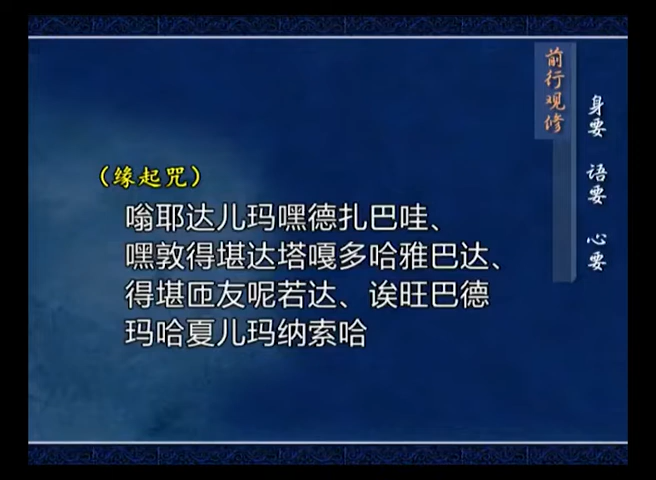 前行观修
身要 语要 心要
（缘起咒）
嗡耶达儿玛嘿德扎巴哇、
嘿敦得堪达塔嘎多哈雅巴达、
得堪匝友呢若达、诶旺巴德
玛哈夏儿玛纳索哈